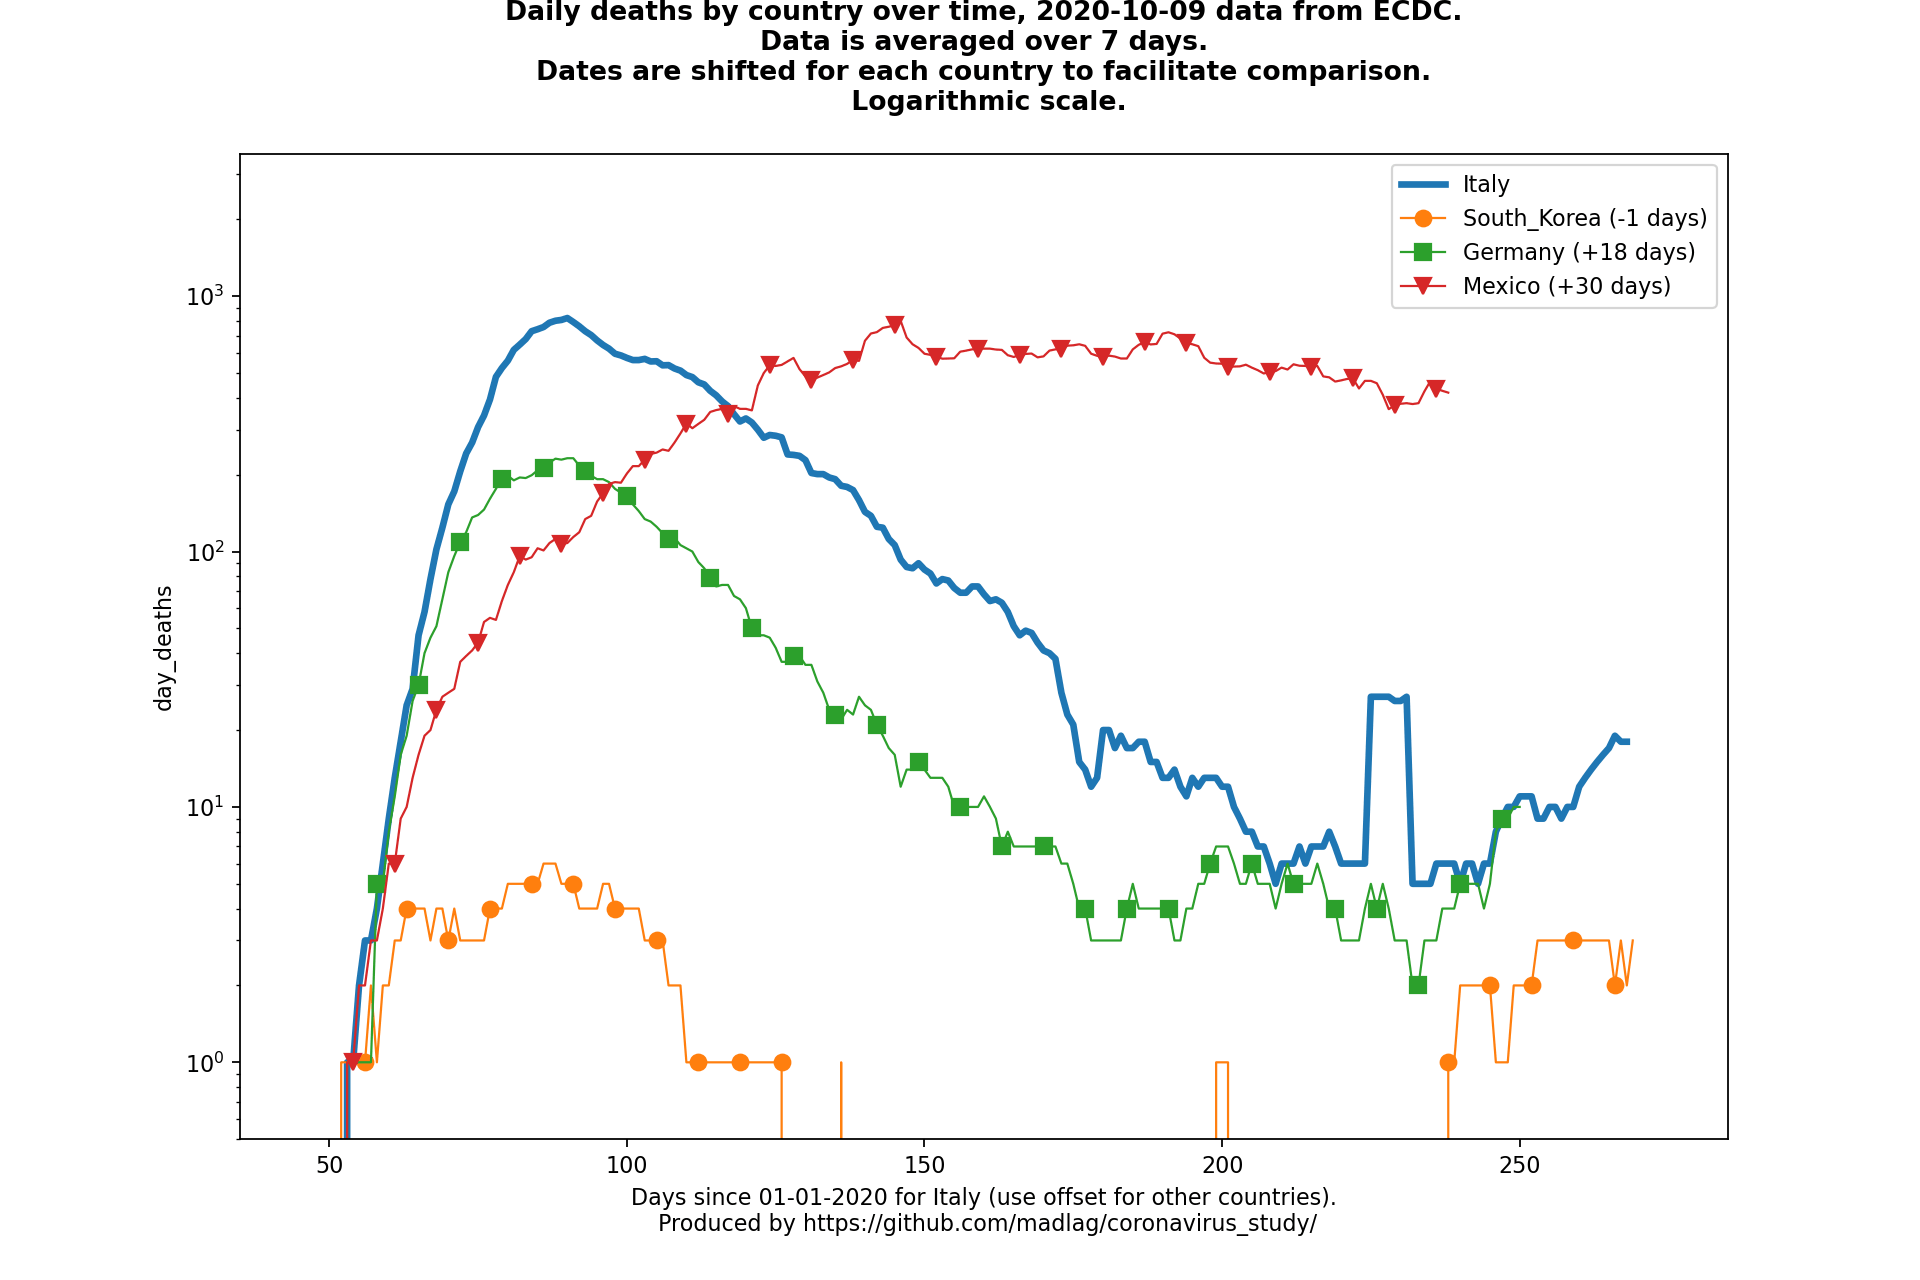 Daily deaths by country over time, 2020-10-09 data from ECDC.
Data is averaged over 7 days.
Dates are shifted for each country to facilitate comparison.
Logarithmic scale.
Italy
South_Korea (-1 days)
Germany (+18 days)
Mexico (+30 days)
10³
10²
10¹
10⁰
day_deaths
50 100 150 200 250
Days since 01-01-2020 for Italy (use offset for other countries).
Produced by https://github.com/madlag/coronavirus_study/